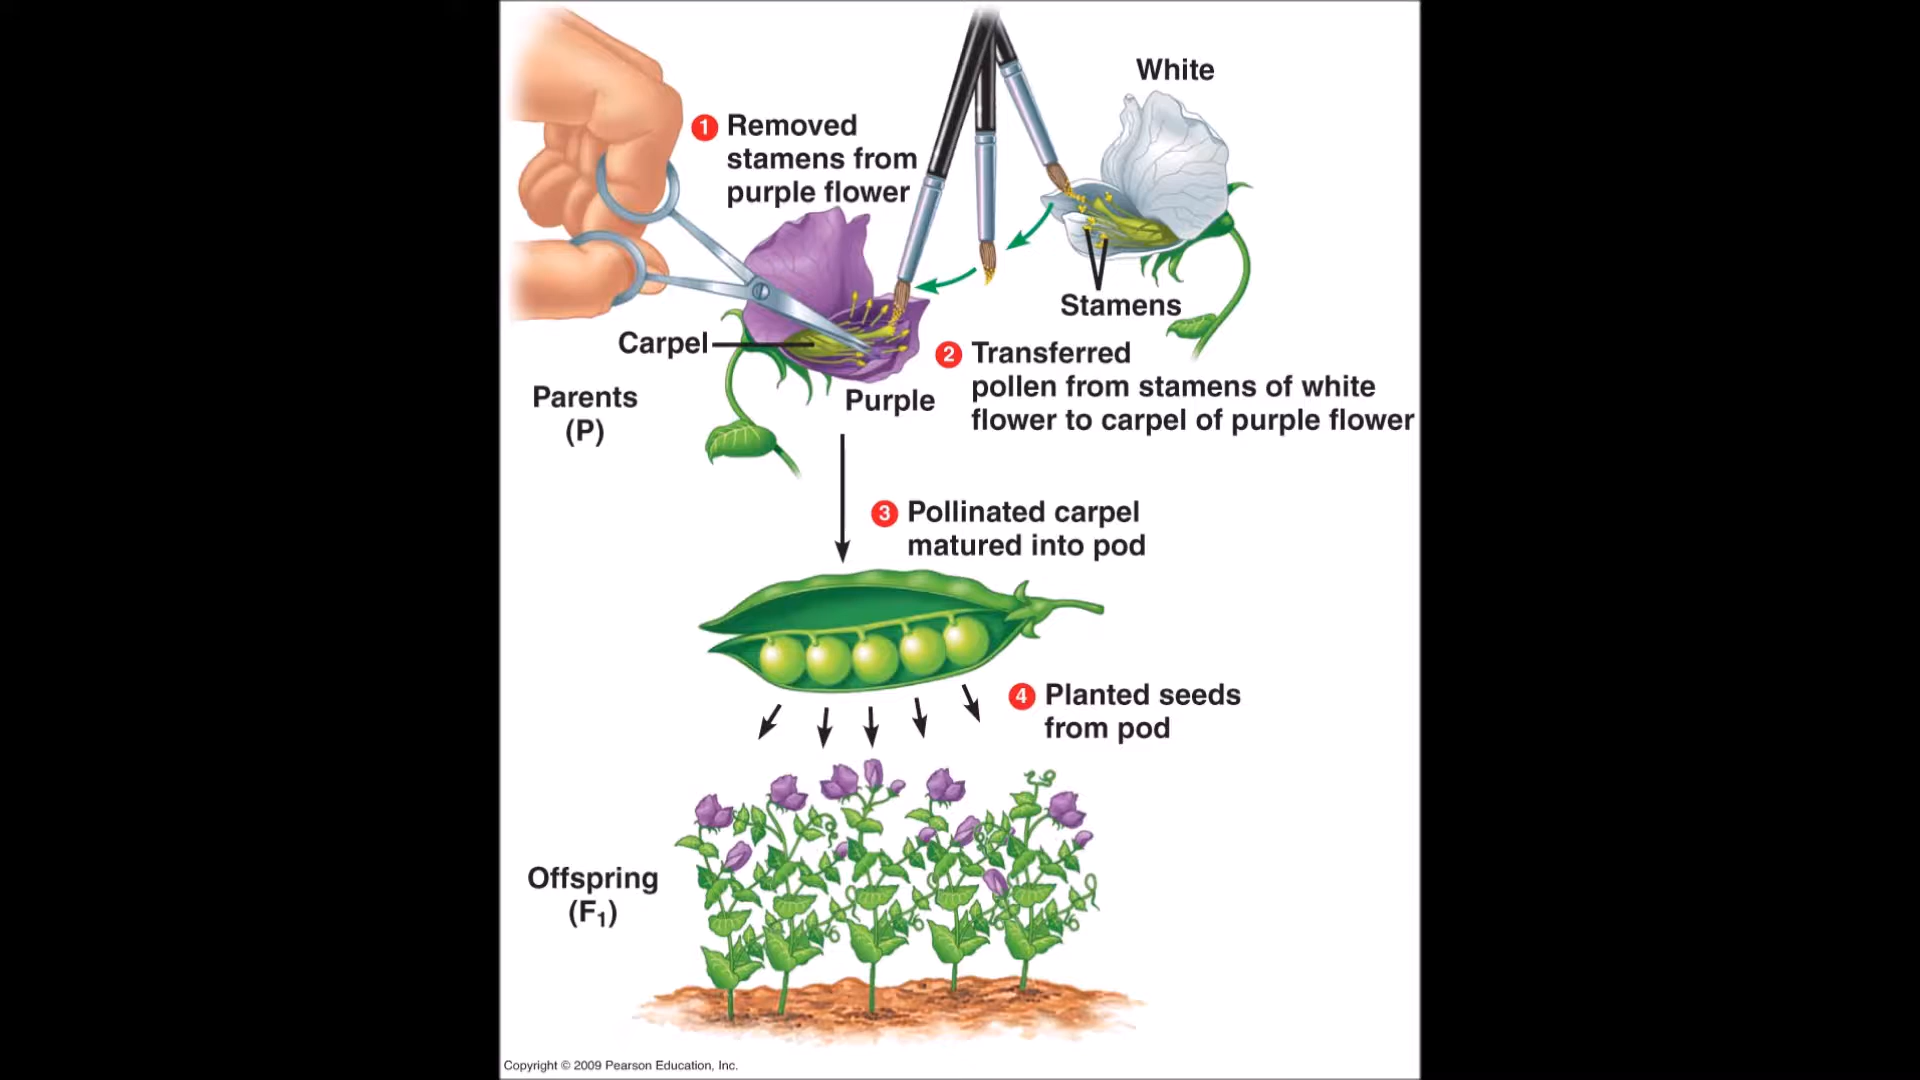 White
1 Removed
stamens from
purple flower
Stamens
Carpel
2 Transferred
pollen from stamens of white
flower to carpel of purple flower
Parents
(P)
Purple
3 Pollinated carpel
matured into pod
4 Planted seeds
from pod
Offspring
(F₁)
Copyright © 2009 Pearson Education, Inc.